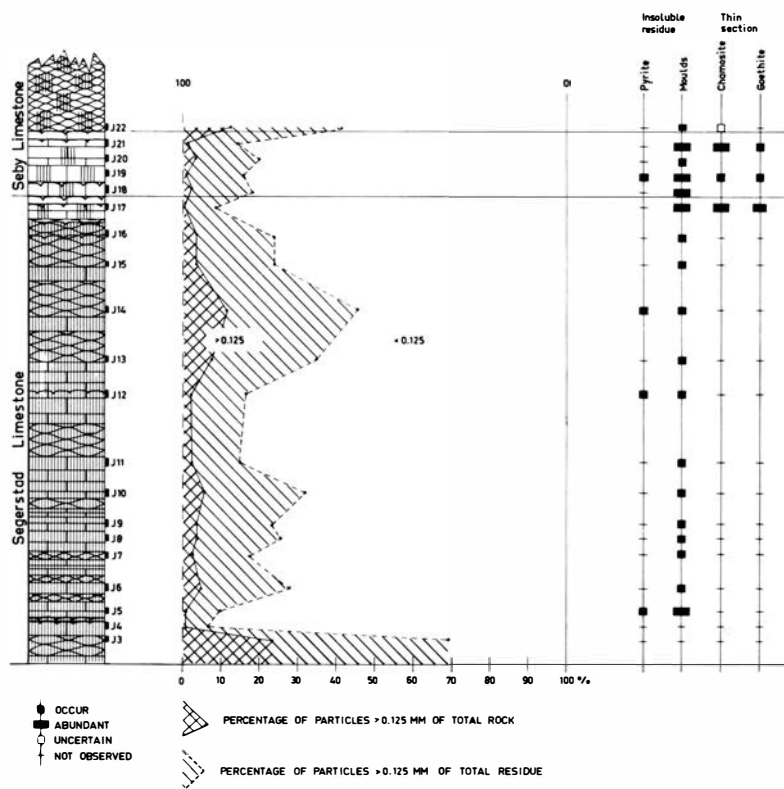 Insoluble residue
Thin section
Pyrite
Moulds
Chamosite
Goethite
100
0
Seby Limestone
Segerstad Limestone
J22
J21
J20
J19
J18
J17
J16
J15
J14
J13
J12
J11
J10
J9
J8
J7
J6
J5
J4
J3
> 0.125
< 0.125
0 10 20 30 40 50 60 70 80 90 100 %
OCCUR
ABUNDANT
UNCERTAIN
NOT OBSERVED
PERCENTAGE OF PARTICLES > 0.125 MM OF TOTAL ROCK
PERCENTAGE OF PARTICLES > 0.125 MM OF TOTAL RESIDUE